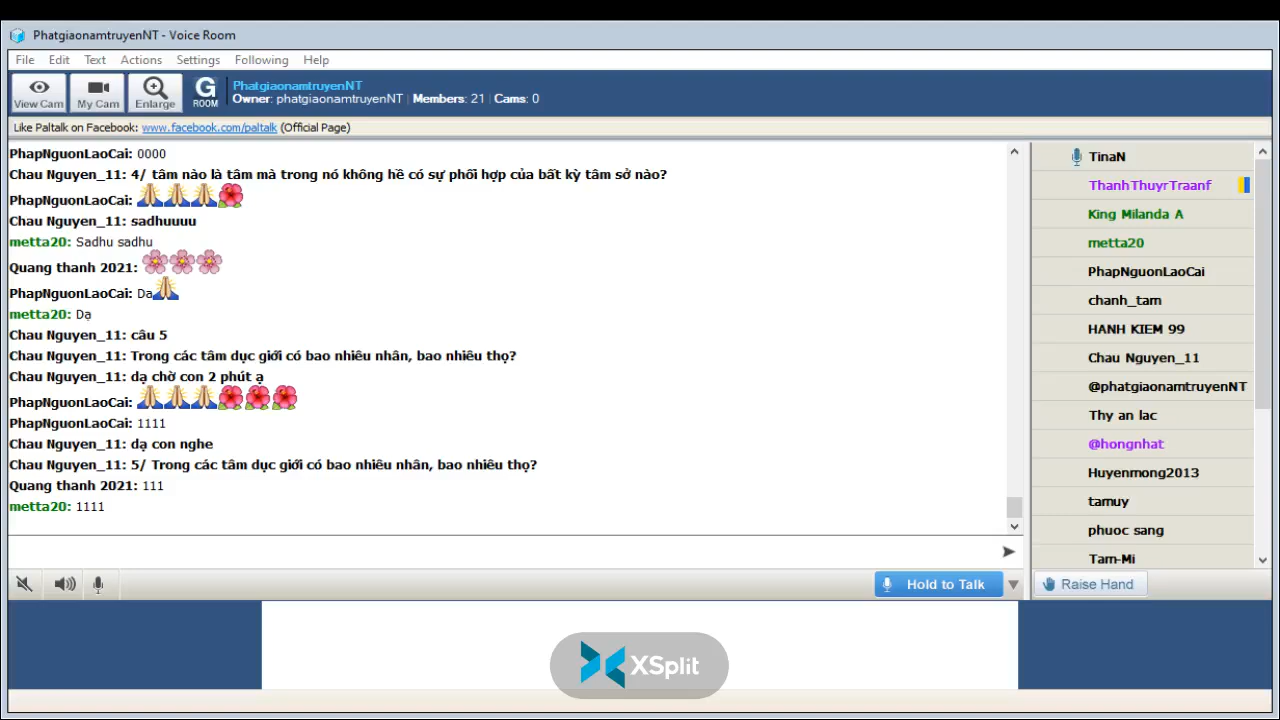 PhatgiaonamtruyenNT - Voice Room
File Edit Text Actions Settings Following Help
View Cam My Cam Enlarge G ROOM PhatgiaonamtruyenNT
Owner: phatgiaonamtruyenNT | Members: 21 | Cams: 0
Like Paltalk on Facebook: www.facebook.com/paltalk (Official Page)
PhapNguonLaoCai: 0000
Chau Nguyen_11: 4/ tâm nào là tâm mà trong nó không hề có sự phối hợp của bất kỳ tâm sở nào?
PhapNguonLaoCai:
Chau Nguyen_11: sadhuuuu
metta20: Sadhu sadhu
Quang thanh 2021:
PhapNguonLaoCai: Da
metta20: Dạ
Chau Nguyen_11: câu 5
Chau Nguyen_11: Trong các tâm dục giới có bao nhiêu nhân, bao nhiêu thọ?
Chau Nguyen_11: dạ chờ con 2 phút ạ
PhapNguonLaoCai:
PhapNguonLaoCai: 1111
Chau Nguyen_11: dạ con nghe
Chau Nguyen_11: 5/ Trong các tâm dục giới có bao nhiêu nhân, bao nhiêu thọ?
Quang thanh 2021: 111
metta20: 1111
TinaN
ThanhThuyrTraanf
King Milanda A
metta20
PhapNguonLaoCai
chanh_tam
HANH KIEM 99
Chau Nguyen_11
@phatgiaonamtruyenNT
Thy an lac
@hongnhat
Huyenmong2013
tamuy
phuoc sang
Tam-Mi
Hold to Talk
Raise Hand
XSplit